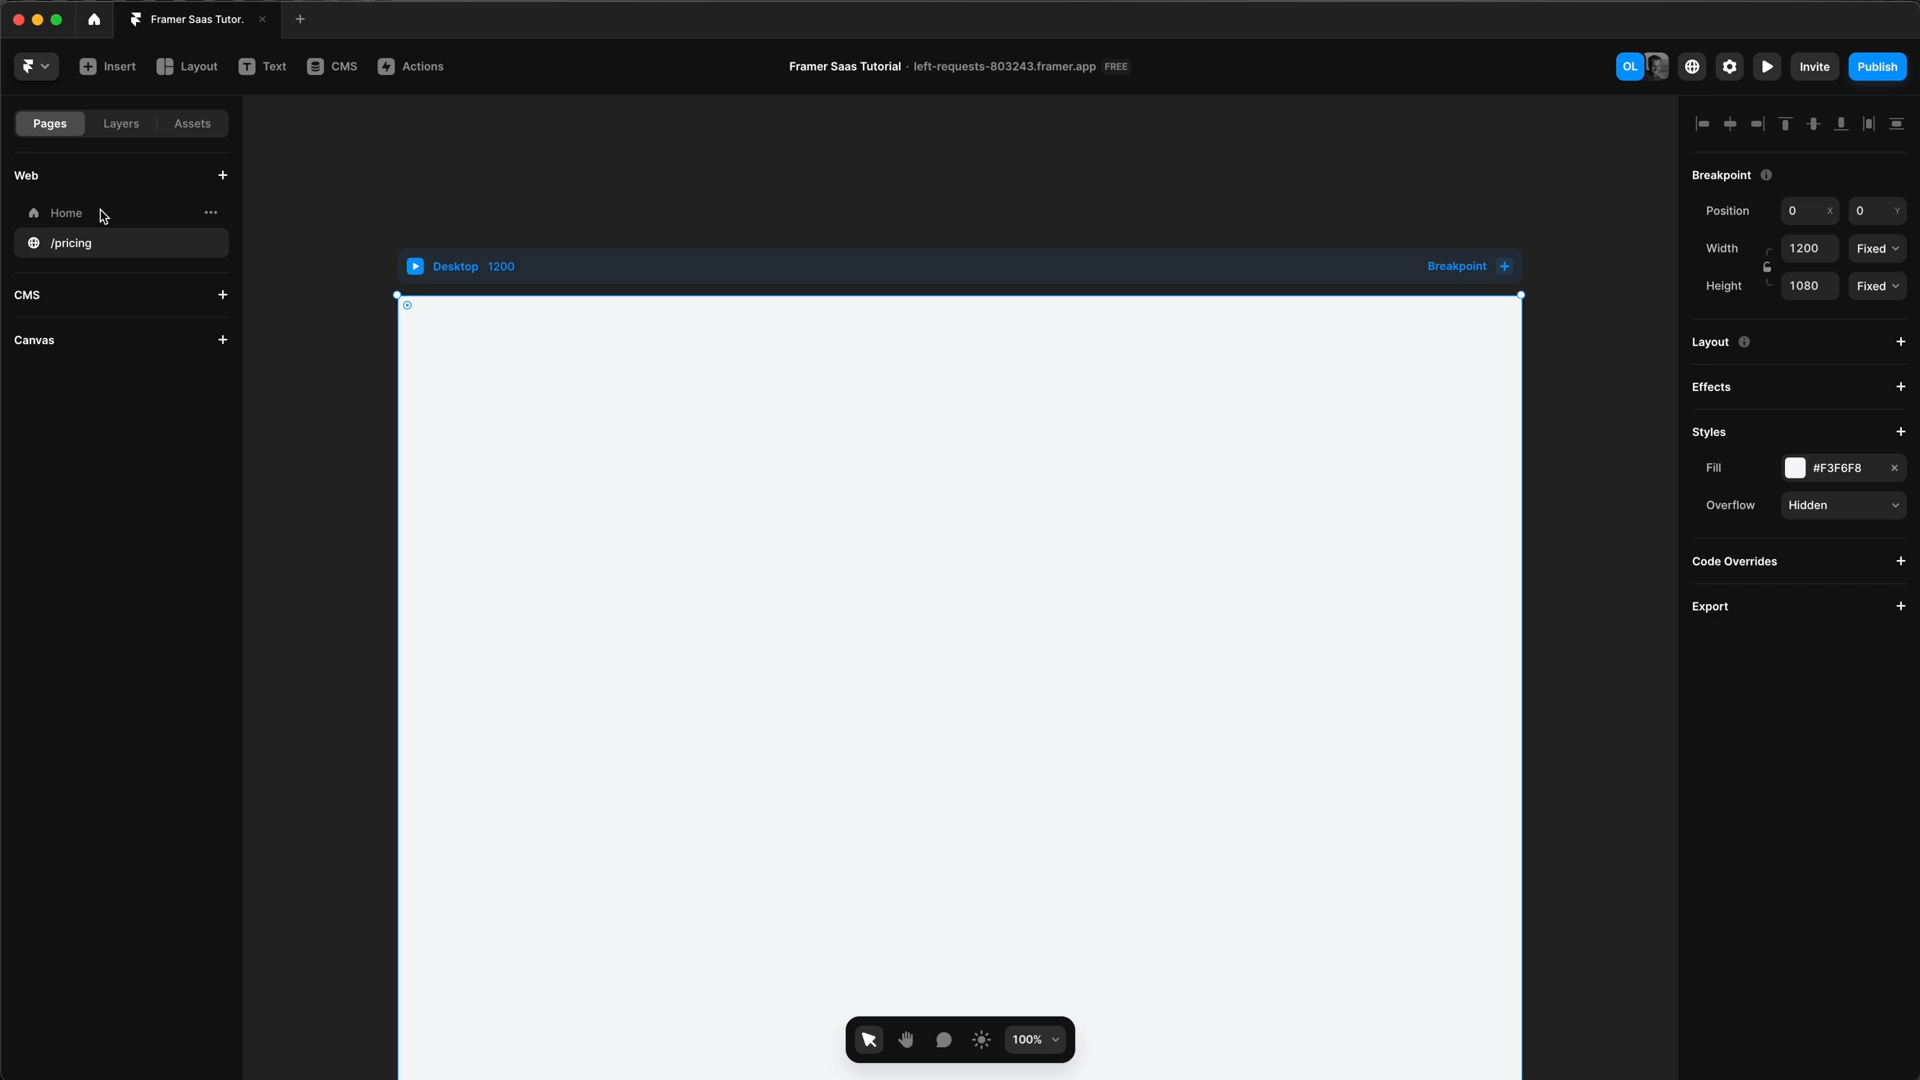 Framer Saas Tutor.
Insert
Layout
Text
CMS
Actions
Framer Saas Tutorial · left-requests-803243.framer.app FREE
OL
Invite
Publish
Pages
Layers
Assets
Web
Home
/pricing
CMS
Canvas
Desktop 1200
Breakpoint
Breakpoint
Position 0 X 0 Y
Width 1200 Fixed
Height 1080 Fixed
Layout
Effects
Styles
Fill #F3F6F8
Overflow Hidden
Code Overrides
Export
100%